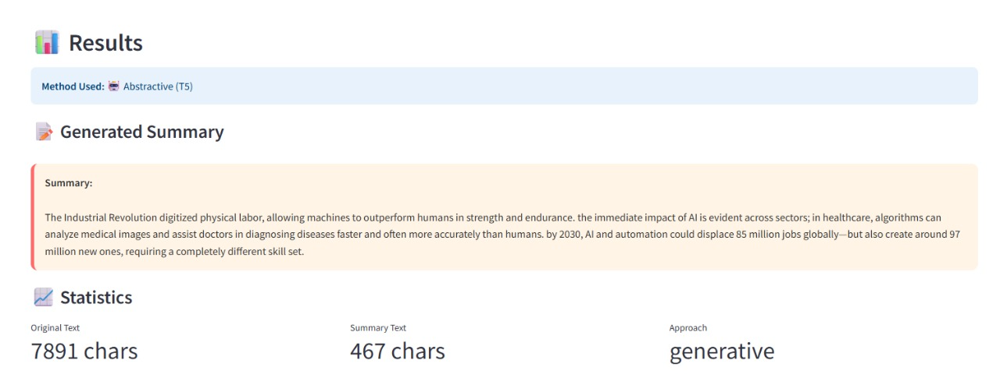 Results
Method Used: Abstractive (T5)
Generated Summary
Summary:
The Industrial Revolution digitized physical labor, allowing machines to outperform humans in strength and endurance. the immediate impact of AI is evident across sectors; in healthcare, algorithms can
analyze medical images and assist doctors in diagnosing diseases faster and often more accurately than humans. by 2030, AI and automation could displace 85 million jobs globally—but also create around 97
million new ones, requiring a completely different skill set.
Statistics
Original Text
7891 chars
Summary Text
467 chars
Approach
generative